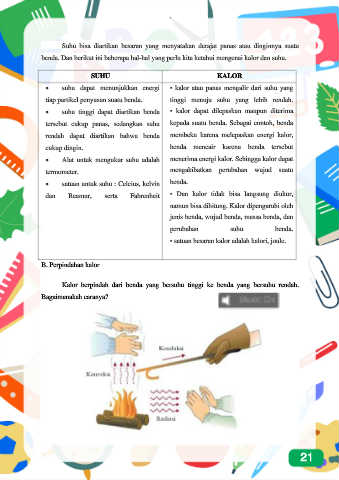 Suhu bisa diartikan besaran yang menyatakan derajat panas atau dinginnya suatu
benda. Dan berikut ini beberapa hal-hal yang perlu kita ketahui mengenai kalor dan suhu.
SUHU
• suhu dapat menunjukkan energi
tiap partikel penyusun suatu benda.
• suhu tinggi dapat diartikan benda
tersebut cukup panas, sedangkan suhu
rendah dapat diartikan bahwa benda
cukup dingin.
• Alat untuk mengukur suhu adalah
termometer.
• satuan untuk suhu : Celcius, kelvin
dan Reamur, serta Fahrenheit
KALOR
• kalor atau panas mengalir dari suhu yang
tinggi menuju suhu yang lebih rendah.
• kalor dapat dilepaskan maupun diterima
kepada suatu benda. Sebagai contoh, benda
membeku karena melepaskan energi kalor,
benda mencair karena benda tersebut
menerima energi kalor. Sehingga kalor dapat
mengakibatkan perubahan wujud suatu
benda.
• Dan kalor tidak bisa langsung diukur,
namun bisa dihitung. Kalor dipengaruhi oleh
jenis benda, wujud benda, massa benda, dan
perubahan suhu benda.
• satuan besaran kalor adalah kalori, joule.
B. Perpindahan kalor
Kalor berpindah dari benda yang bersuhu tinggi ke benda yang bersuhu rendah.
Bagaimanakah caranya?
Music On
Konduksi
Konveksi
Radiasi
21